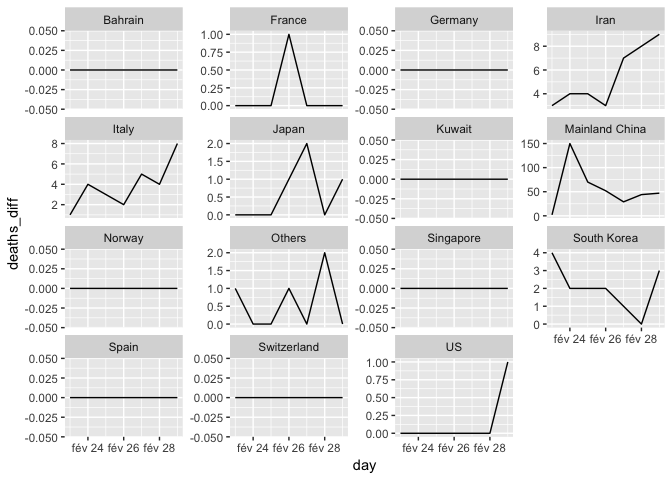 Bahrain France Germany Iran
0.050 1.00 0.050 8
0.025 0.75 0.025
0.000 0.50 0.000 6
-0.025 0.25 -0.025 4
-0.050 0.00 -0.050
Italy Japan Kuwait Mainland China
8 2.0 0.050 150
6 1.5 0.025 100
4 1.0 0.000
2 0.5 -0.025 50
0.0 -0.050 0
Norway Others Singapore South Korea
0.050 2.0 0.050 4
0.025 1.5 0.025 3
0.000 1.0 0.000 2
-0.025 0.5 -0.025 1
-0.050 0.0 -0.050 0
fév 24 fév 26 fév 28
Spain Switzerland US
0.050 0.050 1.00
0.025 0.025 0.75
0.000 0.000 0.50
-0.025 -0.025 0.25
-0.050 -0.050 0.00
fév 24 fév 26 fév 28 fév 24 fév 26 fév 28 fév 24 fév 26 fév 28
day
deaths_diff